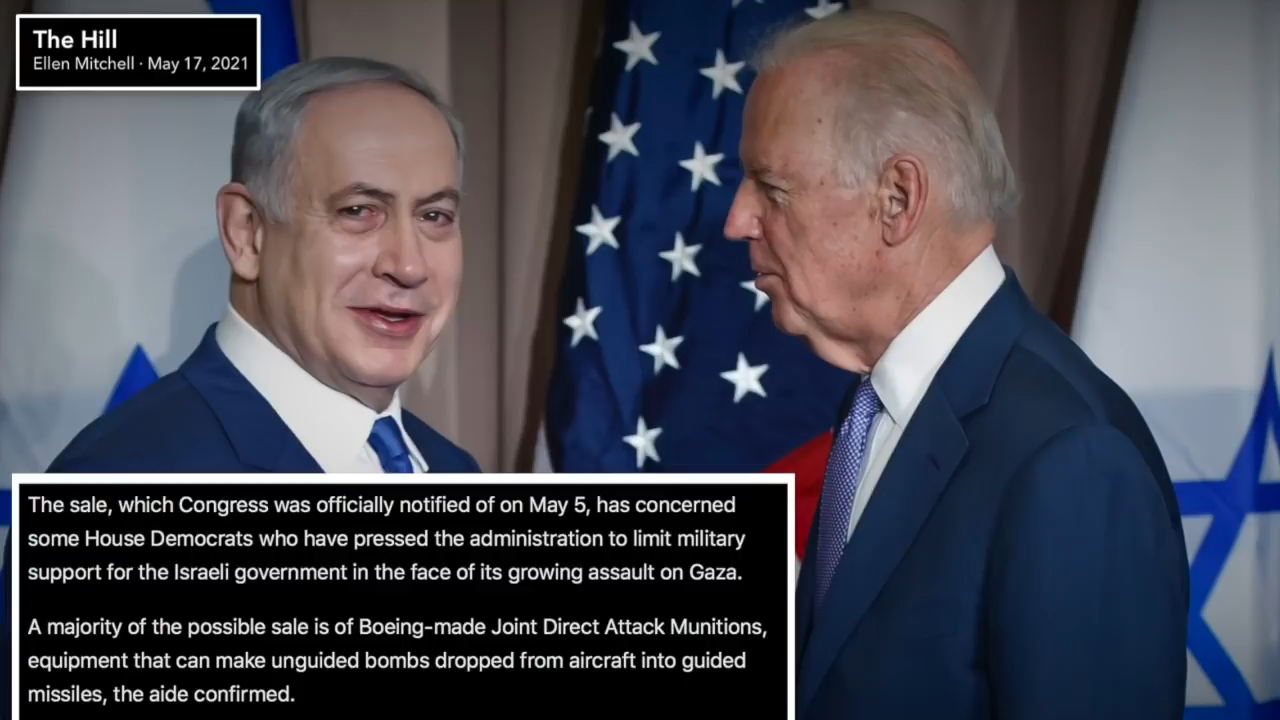 The Hill
Ellen Mitchell · May 17, 2021
The sale, which Congress was officially notified of on May 5, has concerned
some House Democrats who have pressed the administration to limit military
support for the Israeli government in the face of its growing assault on Gaza.
A majority of the possible sale is of Boeing-made Joint Direct Attack Munitions,
equipment that can make unguided bombs dropped from aircraft into guided
missiles, the aide confirmed.